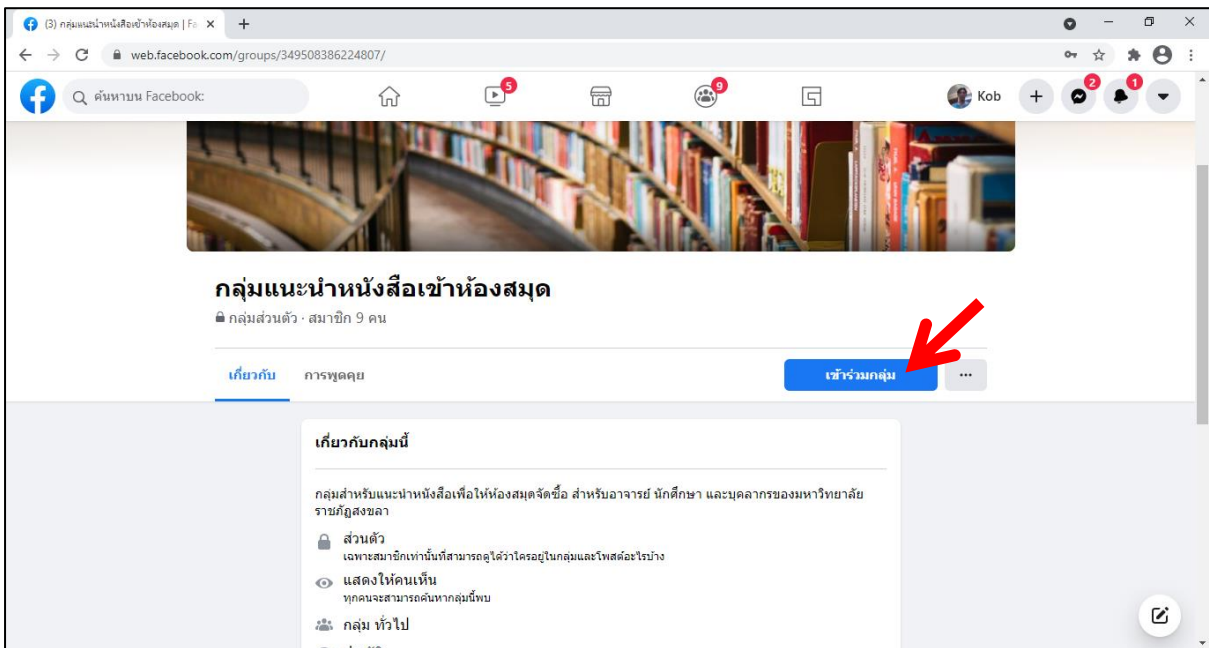 (3) กลุ่มแนะนำหนังสือเข้าห้องสมุด | Fa
web.facebook.com/groups/349508386224807/
ค้นหาบน Facebook:
5
9
Kob
2
1
กลุ่มแนะนำหนังสือเข้าห้องสมุด
กลุ่มส่วนตัว · สมาชิก 9 คน
เกี่ยวกับ
การพูดคุย
เข้าร่วมกลุ่ม
เกี่ยวกับกลุ่มนี้
กลุ่มสำหรับแนะนำหนังสือเพื่อให้ห้องสมุดจัดซื้อ สำหรับอาจารย์ นักศึกษา และบุคลากรของมหาวิทยาลัย
ราชภัฏสงขลา
ส่วนตัว
เฉพาะสมาชิกเท่านั้นที่สามารถดูได้ว่าใครอยู่ในกลุ่มและโพสต์อะไรบ้าง
แสดงให้คนเห็น
ทุกคนจะสามารถค้นหากลุ่มนี้พบ
กลุ่ม ทั่วไป